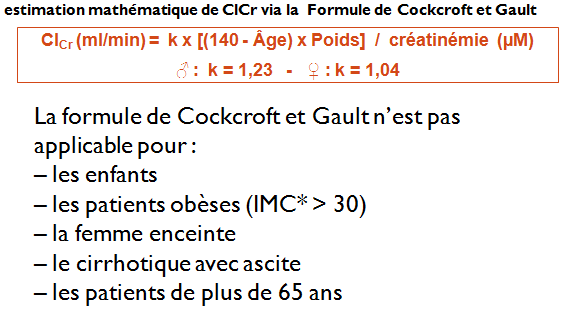 estimation mathématique de ClCr via la Formule de Cockcroft et Gault
ClCr (ml/min) = k x [(140 - Âge) x Poids] / créatinémie (µM)
♂ : k = 1,23 - ♀ : k = 1,04
La formule de Cockcroft et Gault n'est pas
applicable pour :
– les enfants
– les patients obèses (IMC* > 30)
– la femme enceinte
– le cirrhotique avec ascite
– les patients de plus de 65 ans